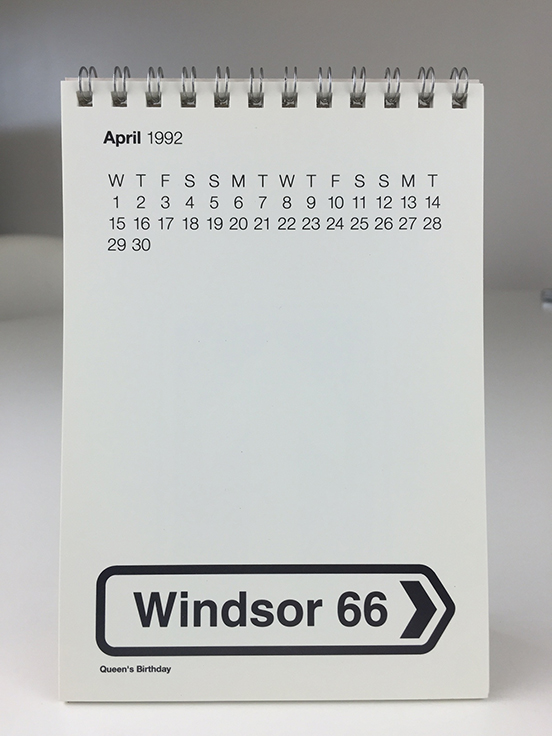 April 1992
W T F S S M T W T F S S M T
1 2 3 4 5 6 7 8 9 10 11 12 13 14
15 16 17 18 19 20 21 22 23 24 25 26 27 28
29 30
Windsor 66
Queen's Birthday